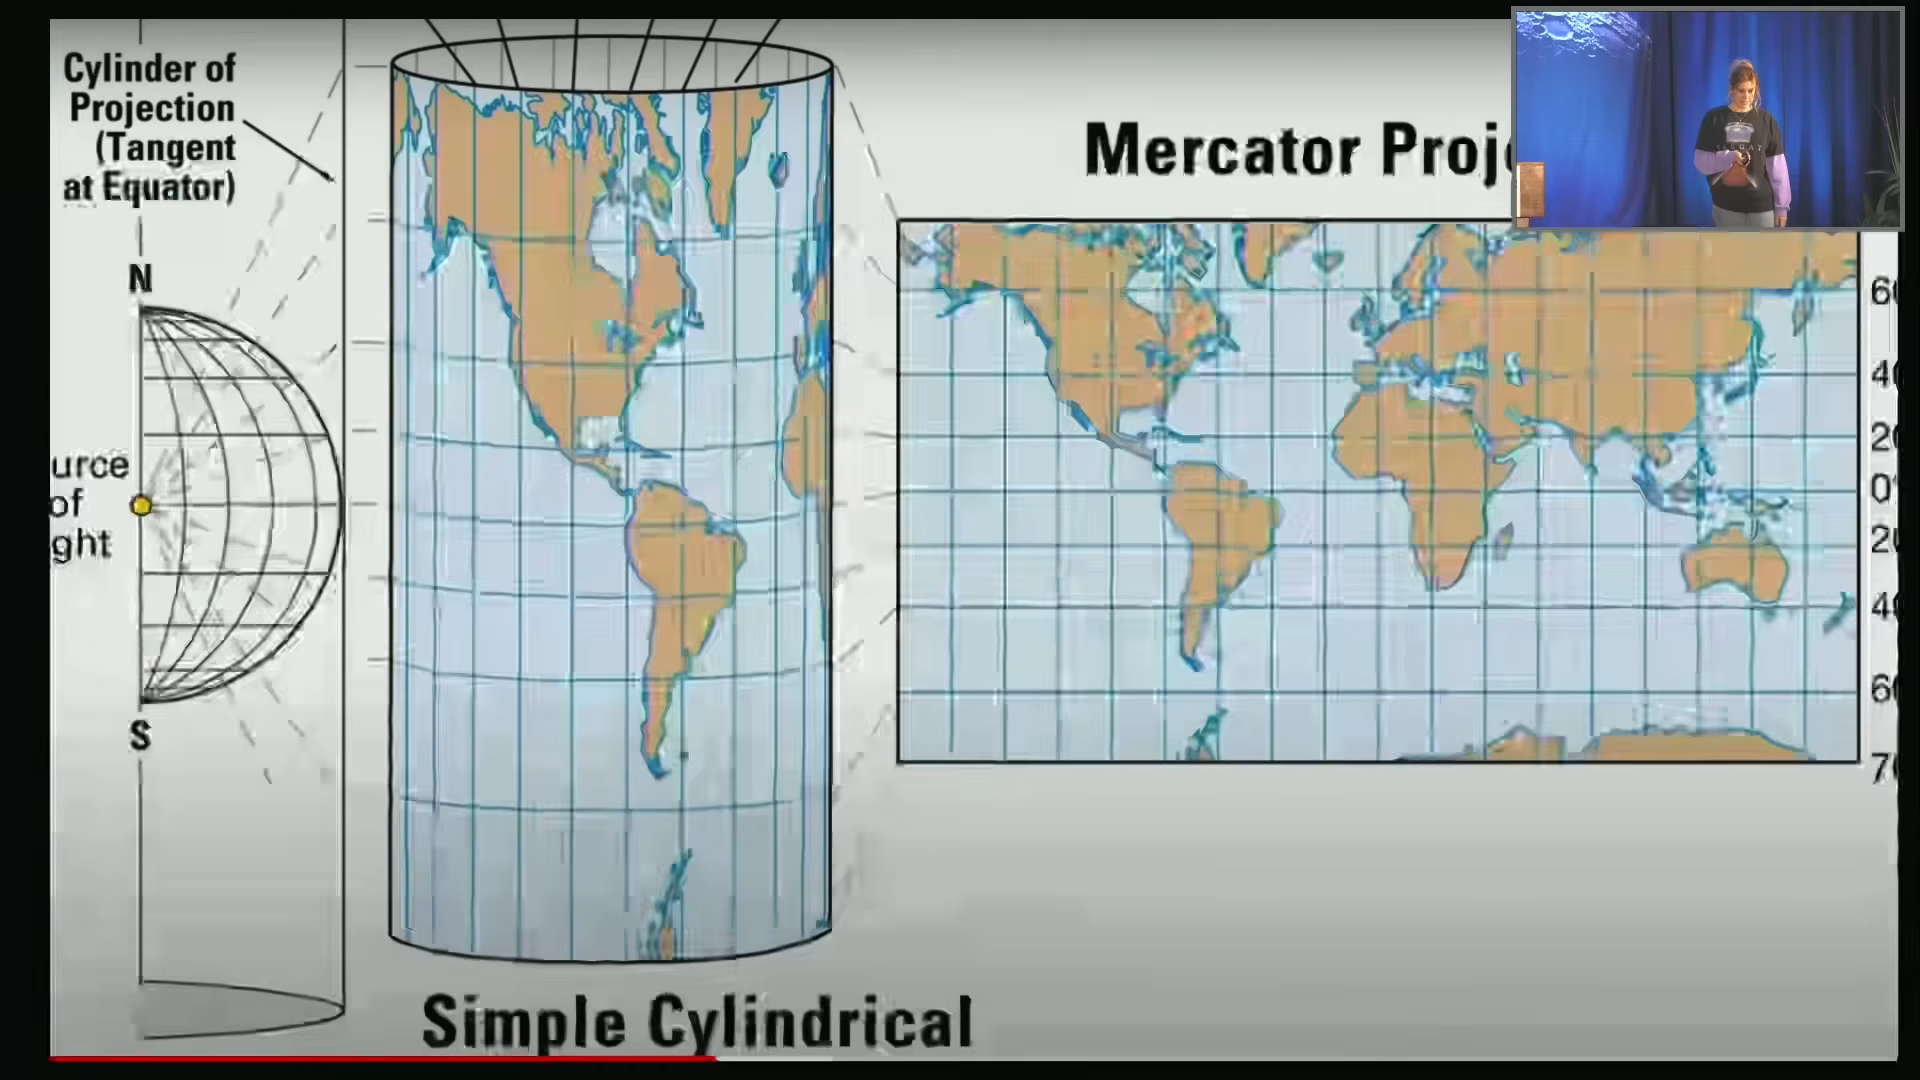 Cylinder of
Projection
(Tangent
at Equator)
N
urce
of
ght
S
Mercator Proj
60
40
20
0°
20
40
60
70
Simple Cylindrical